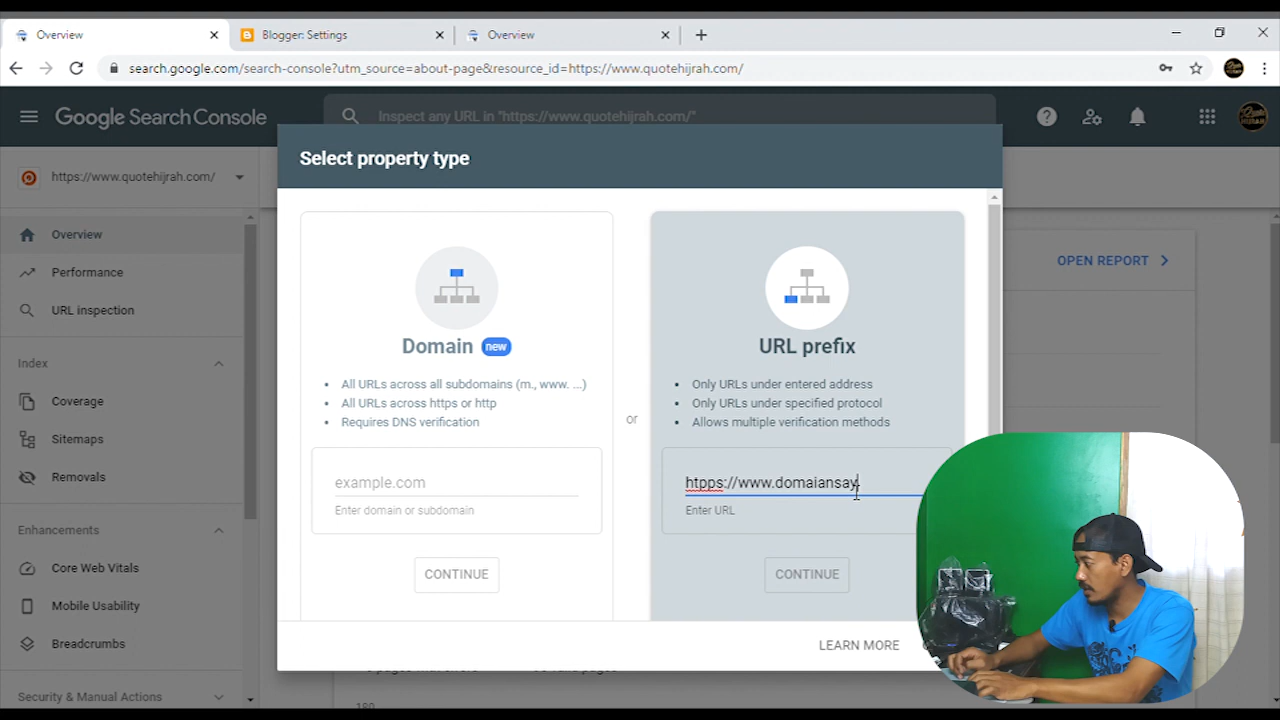 Overview
Blogger: Settings
Overview
search.google.com/search-console?utm_source=about-page&resource_id=https://www.quotehijrah.com/
Google Search Console
Inspect any URL in "https://www.quotehijrah.com/"
https://www.quotehijrah.com/
Overview
Performance
URL inspection
Index
Coverage
Sitemaps
Removals
Enhancements
Core Web Vitals
Mobile Usability
Breadcrumbs
Security & Manual Actions
OPEN REPORT
Select property type
Domain new
All URLs across all subdomains (m., www. ...)
All URLs across https or http
Requires DNS verification
example.com
Enter domain or subdomain
CONTINUE
or
URL prefix
Only URLs under entered address
Only URLs under specified protocol
Allows multiple verification methods
htpps://www.domaiansay
Enter URL
CONTINUE
LEARN MORE
180